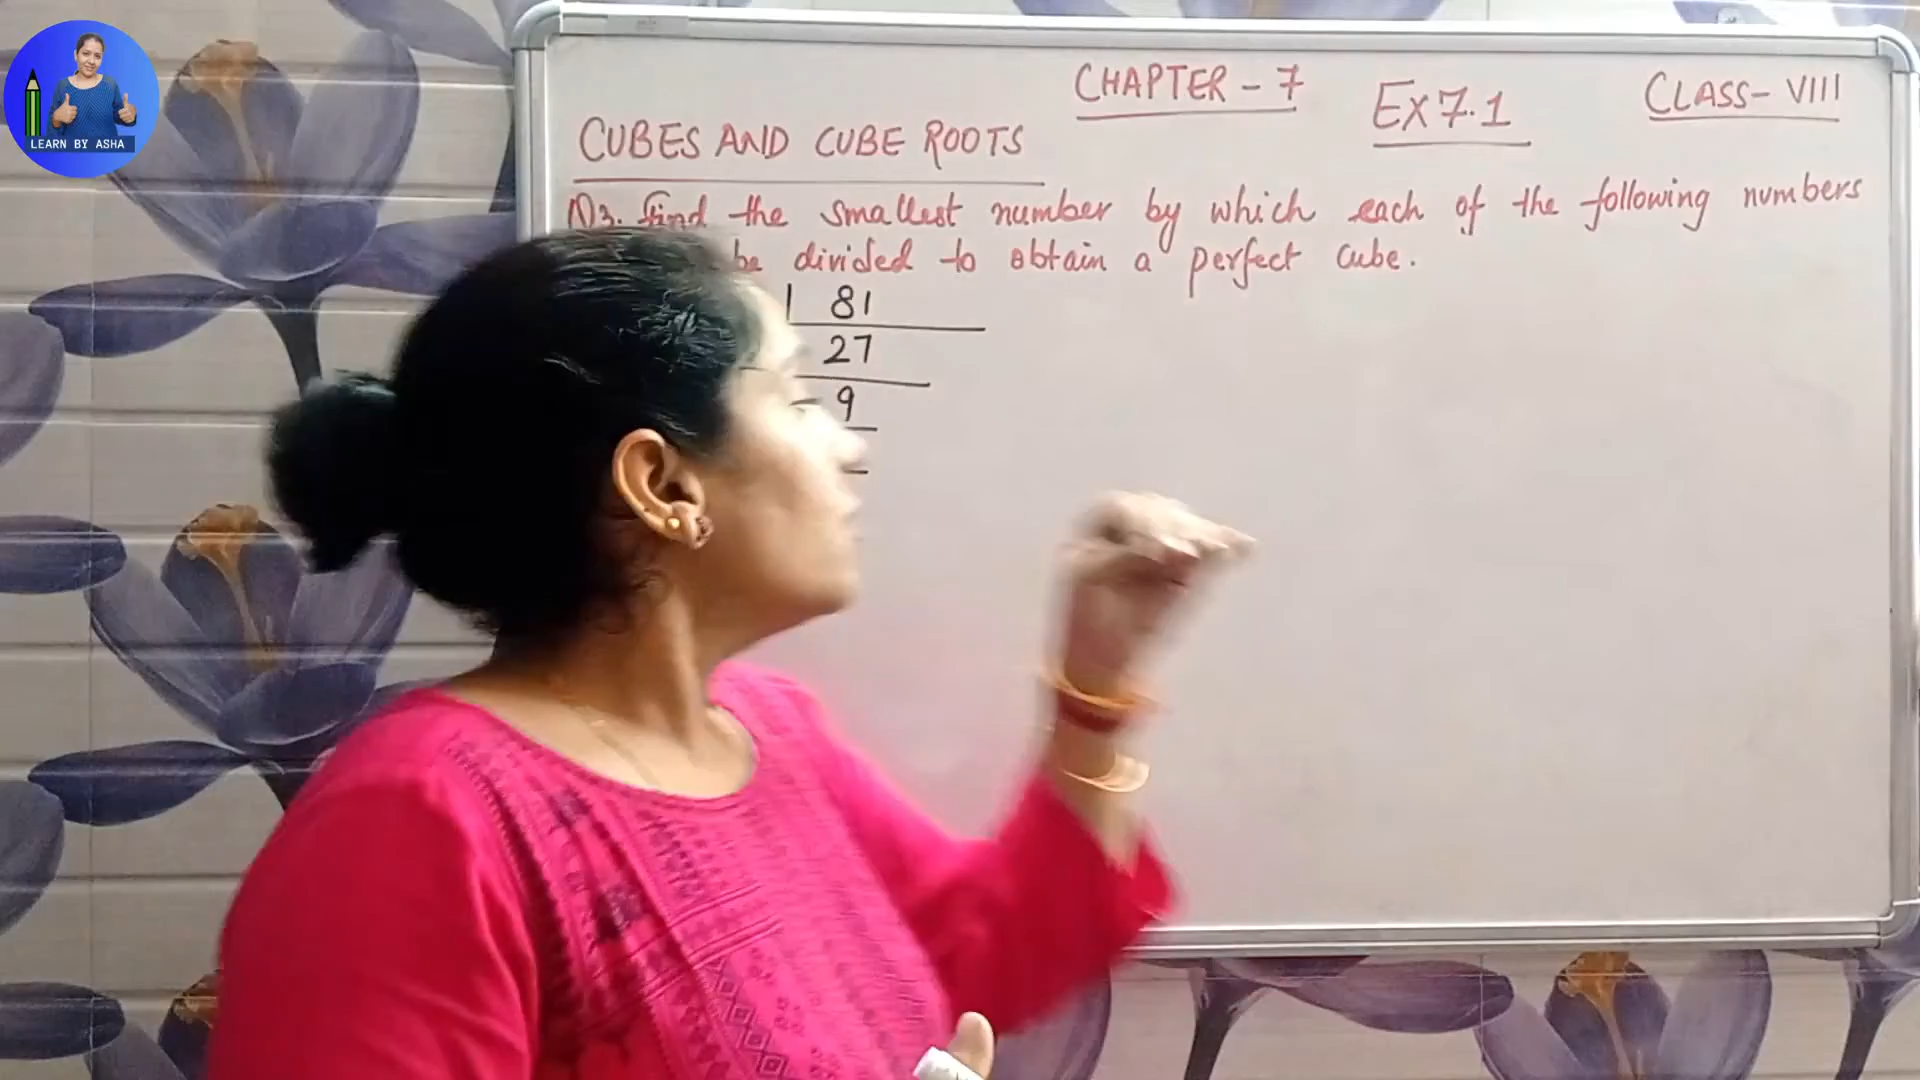 LEARN BY ASHA
CHAPTER - 7
EX 7.1
CLASS - VIII
CUBES AND CUBE ROOTS
Q3. find the smallest number by which each of the following numbers
be divided to obtain a perfect cube.
81
27
9